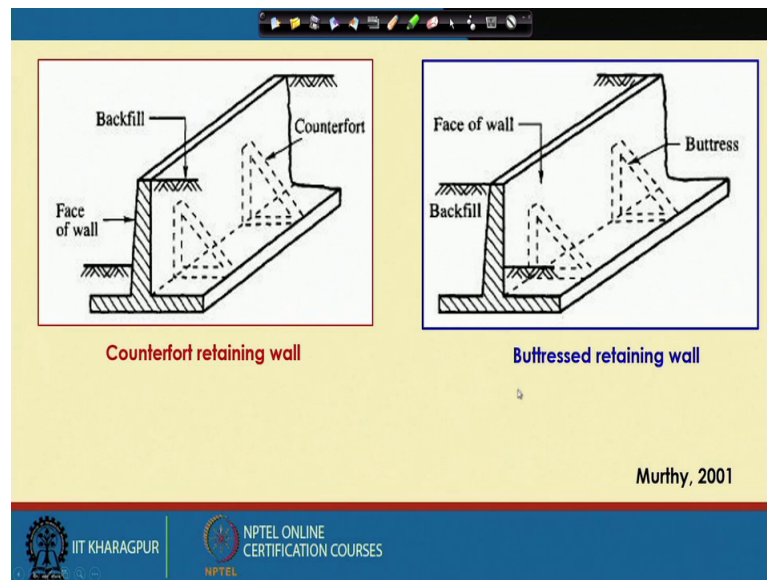 Backfill
Counterfort
Face
of wall
Counterfort retaining wall
Face of wall
Buttress
Backfill
Buttressed retaining wall
Murthy, 2001
IIT KHARAGPUR
NPTEL
NPTEL ONLINE
CERTIFICATION COURSES